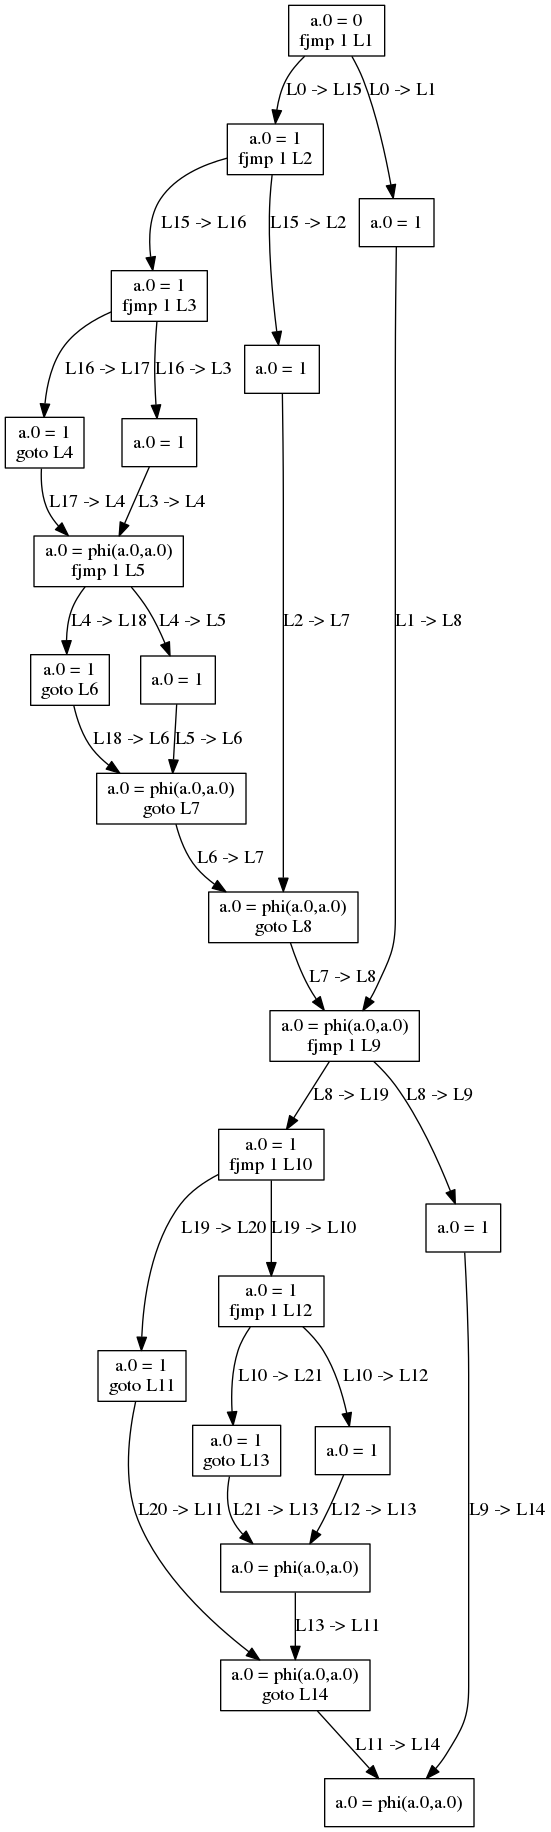 a.0 = 0
fjmp 1 L1
L0 -> L15
L0 -> L1
a.0 = 1
fjmp 1 L2
a.0 = 1
L15 -> L16
L15 -> L2
a.0 = 1
fjmp 1 L3
a.0 = 1
L16 -> L17
L16 -> L3
a.0 = 1
goto L4
a.0 = 1
L17 -> L4
L3 -> L4
a.0 = phi(a.0,a.0)
fjmp 1 L5
L4 -> L18
L4 -> L5
L2 -> L7
L1 -> L8
a.0 = 1
goto L6
a.0 = 1
L18 -> L6
L5 -> L6
a.0 = phi(a.0,a.0)
goto L7
L6 -> L7
a.0 = phi(a.0,a.0)
goto L8
L7 -> L8
a.0 = phi(a.0,a.0)
fjmp 1 L9
L8 -> L19
L8 -> L9
a.0 = 1
fjmp 1 L10
a.0 = 1
L19 -> L20
L19 -> L10
a.0 = 1
fjmp 1 L12
a.0 = 1
goto L11
L10 -> L21
L10 -> L12
a.0 = 1
goto L13
a.0 = 1
L20 -> L11
L21 -> L13
L12 -> L13
L9 -> L14
a.0 = phi(a.0,a.0)
L13 -> L11
a.0 = phi(a.0,a.0)
goto L14
L11 -> L14
a.0 = phi(a.0,a.0)